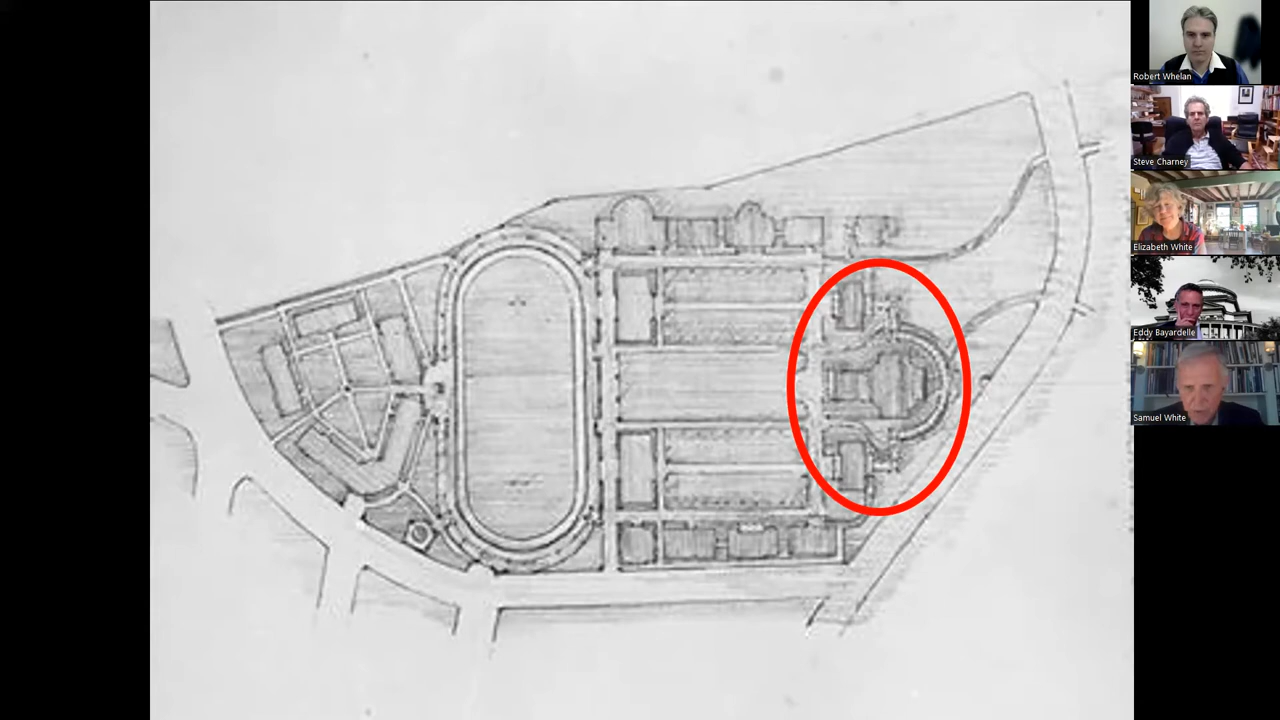 Robert Whelan
Steve Charney
Elizabeth White
Eddy Bayardelle
Samuel White